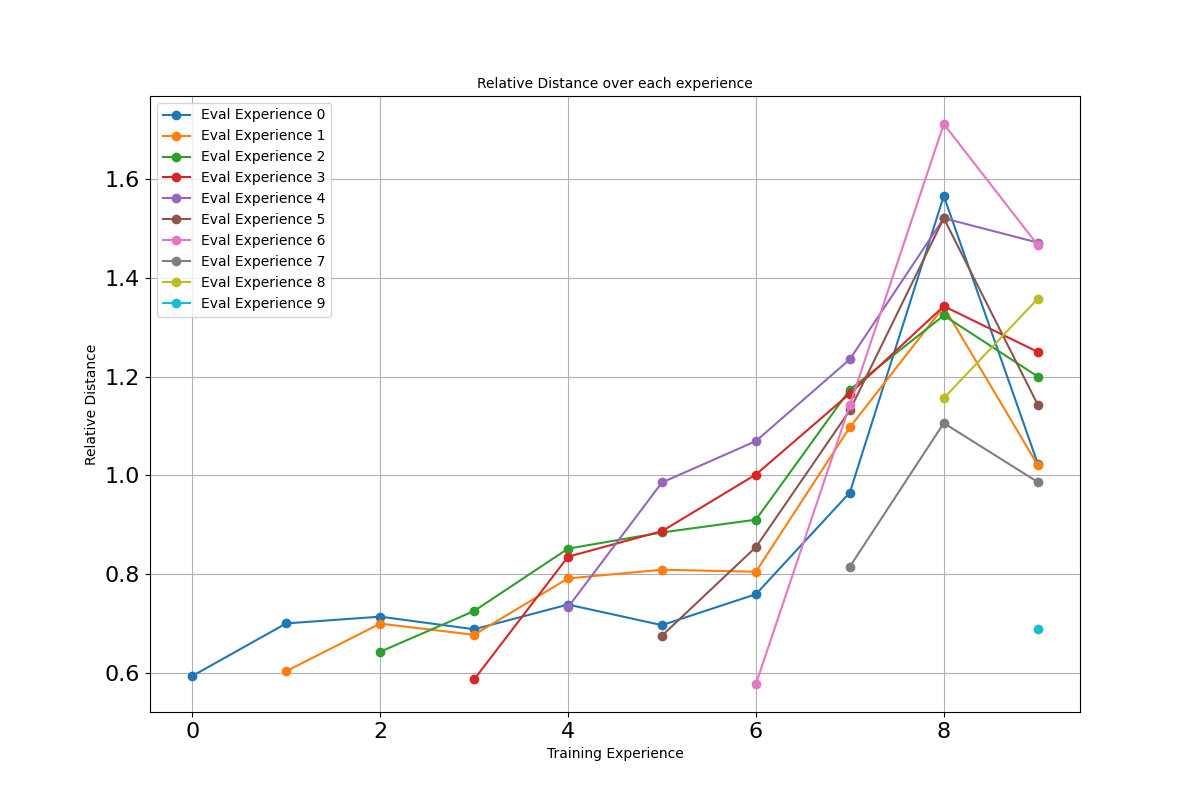 Relative Distance over each experience
Eval Experience 0
Eval Experience 1
Eval Experience 2
Eval Experience 3
Eval Experience 4
Eval Experience 5
Eval Experience 6
Eval Experience 7
Eval Experience 8
Eval Experience 9
1.6
1.4
1.2
1.0
0.8
0.6
Relative Distance
0 2 4 6 8
Training Experience